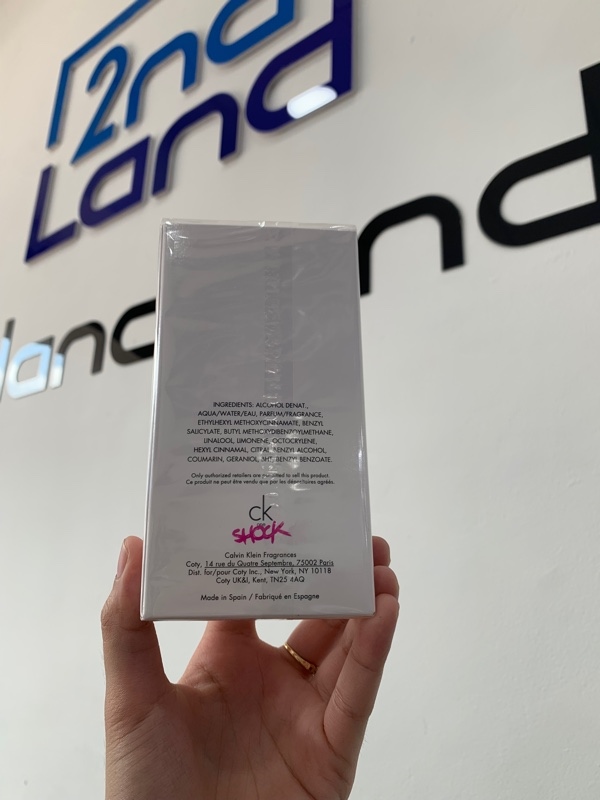 2nd
Land
land
INGREDIENTS: ALCOHOL DENAT.,
AQUA/WATER/EAU, PARFUM/FRAGRANCE,
ETHYLHEXYL METHOXYCINNAMATE, BENZYL
SALICYLATE, BUTYL METHOXYDIBENZOYLMETHANE,
LINALOOL, LIMONENE, OCTOCRYLENE,
HEXYL CINNAMAL, CITRAL, BENZYL ALCOHOL,
COUMARIN, GERANIOL, BHT, BENZYL BENZOATE.
Only authorized retailers are permitted to sell this product.
Ce produit ne peut être vendu que par les dépositaires agréés.
ck
one
SHOCK
Calvin Klein Fragrances
Coty, 14 rue du Quatre Septembre, 75002 Paris
Dist. for/pour Coty Inc., New York, NY 10118
Coty UK&I, Kent, TN25 4AQ
Made in Spain / Fabriqué en Espagne